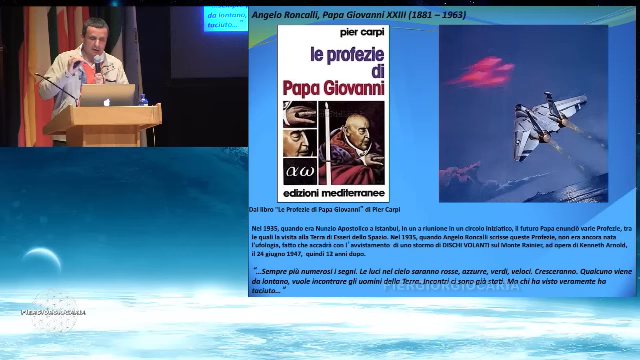 da lontano,
taciuto..."
Angelo Roncalli, Papa Giovanni XXIII (1881 – 1963)
pier carpi
le profezie
di
Papa Giovanni
αω
edizioni mediterranee
Dal libro "Le Profezie di Papa Giovanni" di Pier Carpi
Nel 1935, quando era Nunzio Apostolico a Istanbul, in un a riunione in un circolo iniziatico, il futuro Papa enunciò varie Profezie, tra
le quali la visita alla Terra di Esseri dello Spazio. Nel 1935, quando Angelo Roncalli scrisse queste Profezie, non era ancora nata
l'ufologia, fatto che accadrà con l' avvistamento di uno stormo di DISCHI VOLANTI sul Monte Rainier, ad opera di Kenneth Arnold,
il 24 giugno 1947, quindi 12 anni dopo.
"...Sempre più numerosi i segni. Le luci nel cielo saranno rosse, azzurre, verdi, veloci. Cresceranno. Qualcuno viene
da lontano, vuole incontrare gli uomini della Terra. Incontri ci sono già stati. Ma chi ha visto veramente ha
taciuto..."
PIERGIORGIOCARIA
PIERGIORGIOCARIA